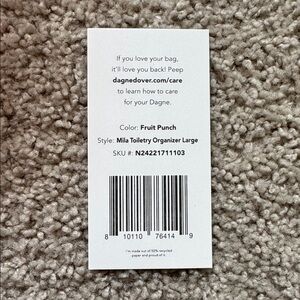 If you love your bag,
it'll love you back! Peep
dagnedover.com/care
to learn how to care
for your Dagne.
Color: Fruit Punch
Style: Mila Toiletry Organizer Large
SKU #: N24221711103
8 10110 76414 9
I'm made out of 50% recycled
paper and proud of it.